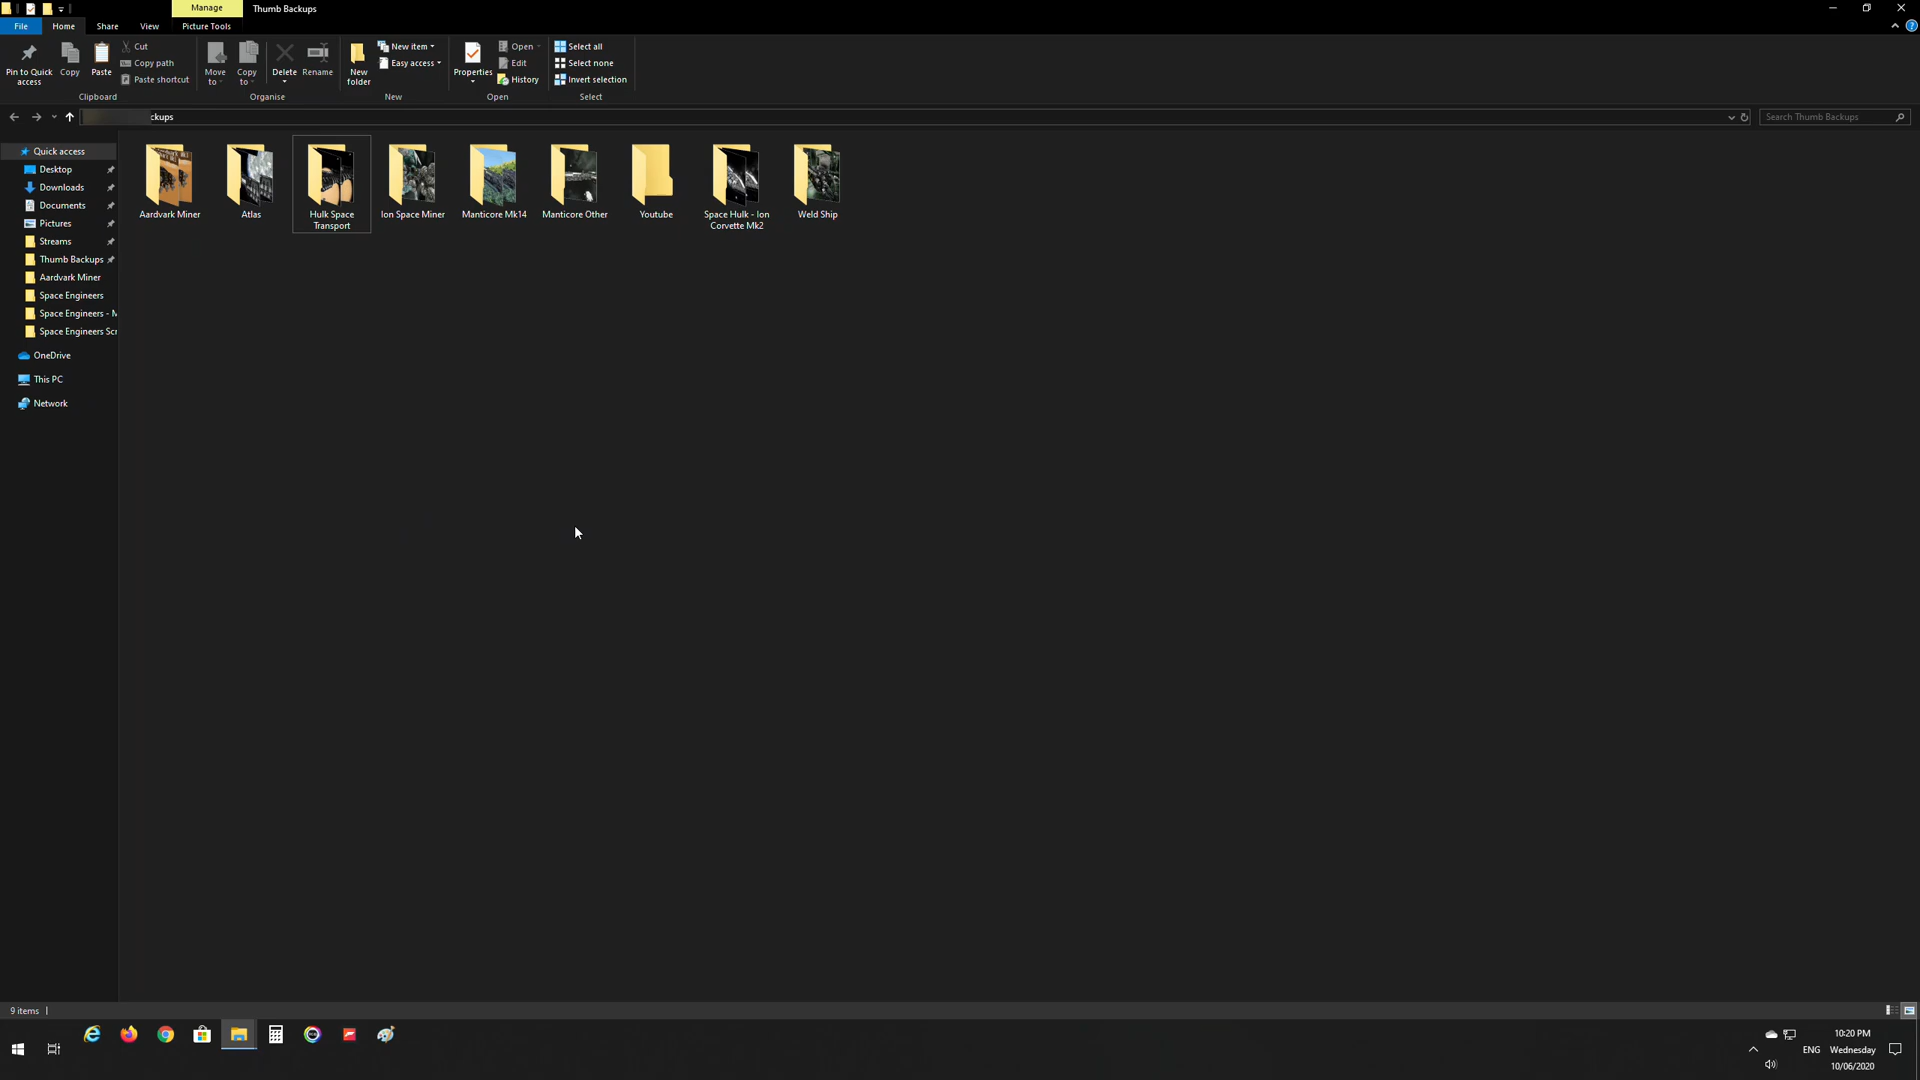 Manage
Thumb Backups
File
Home
Share
View
Picture Tools
Pin to Quick
access
Copy
Paste
Cut
Copy path
Paste shortcut
Clipboard
Move
to
Copy
to
Delete
Rename
Organise
New
folder
New item
Easy access
New
Properties
Open
Edit
History
Open
Select all
Select none
Invert selection
Select
ckups
Search Thumb Backups
Quick access
Desktop
Downloads
Documents
Pictures
Streams
Thumb Backups
Aardvark Miner
Space Engineers
Space Engineers - M
Space Engineers Scr
OneDrive
This PC
Network
Aardvark Miner
Atlas
Hulk Space
Transport
Ion Space Miner
Manticore Mk14
Manticore Other
Youtube
Space Hulk - Ion
Corvette Mk2
Weld Ship
9 items
10:20 PM
ENG
Wednesday
10/06/2020